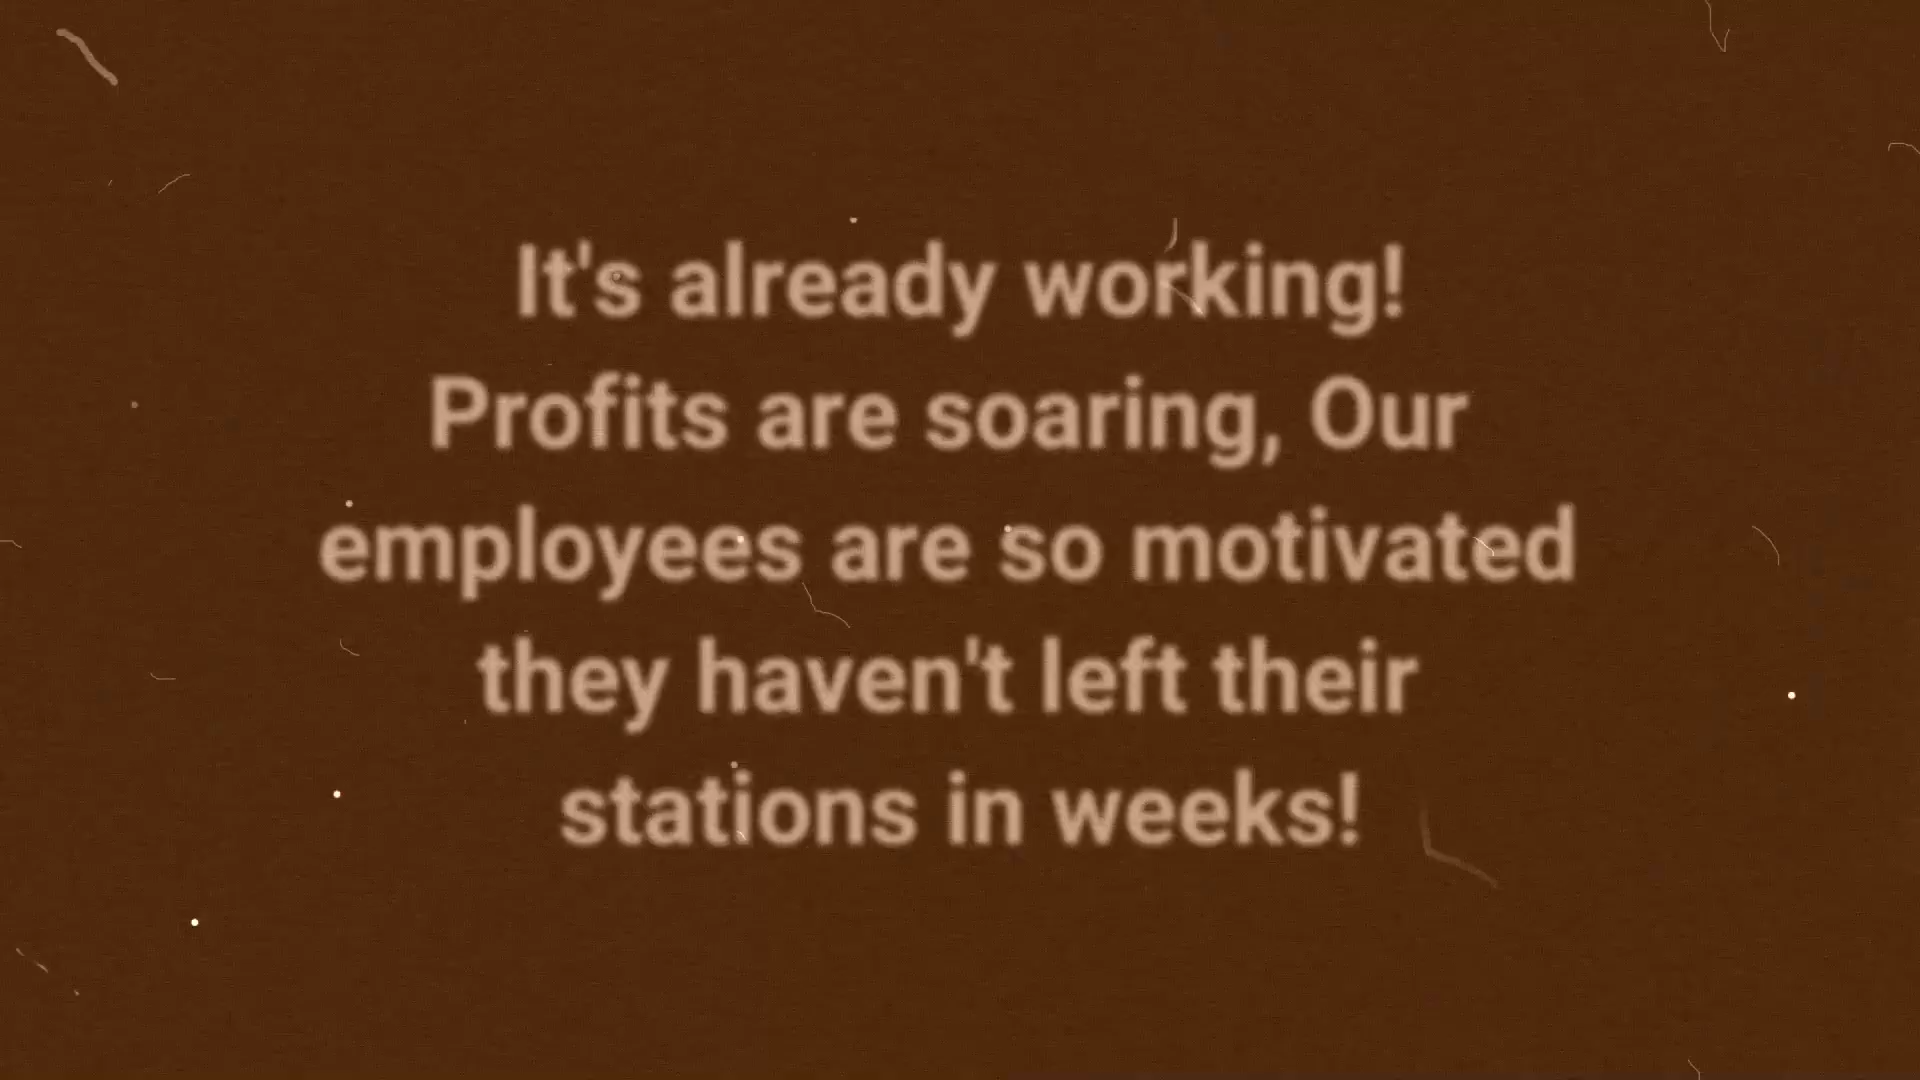 It's already working!
Profits are soaring, Our
employees are so motivated
they haven't left their
stations in weeks!